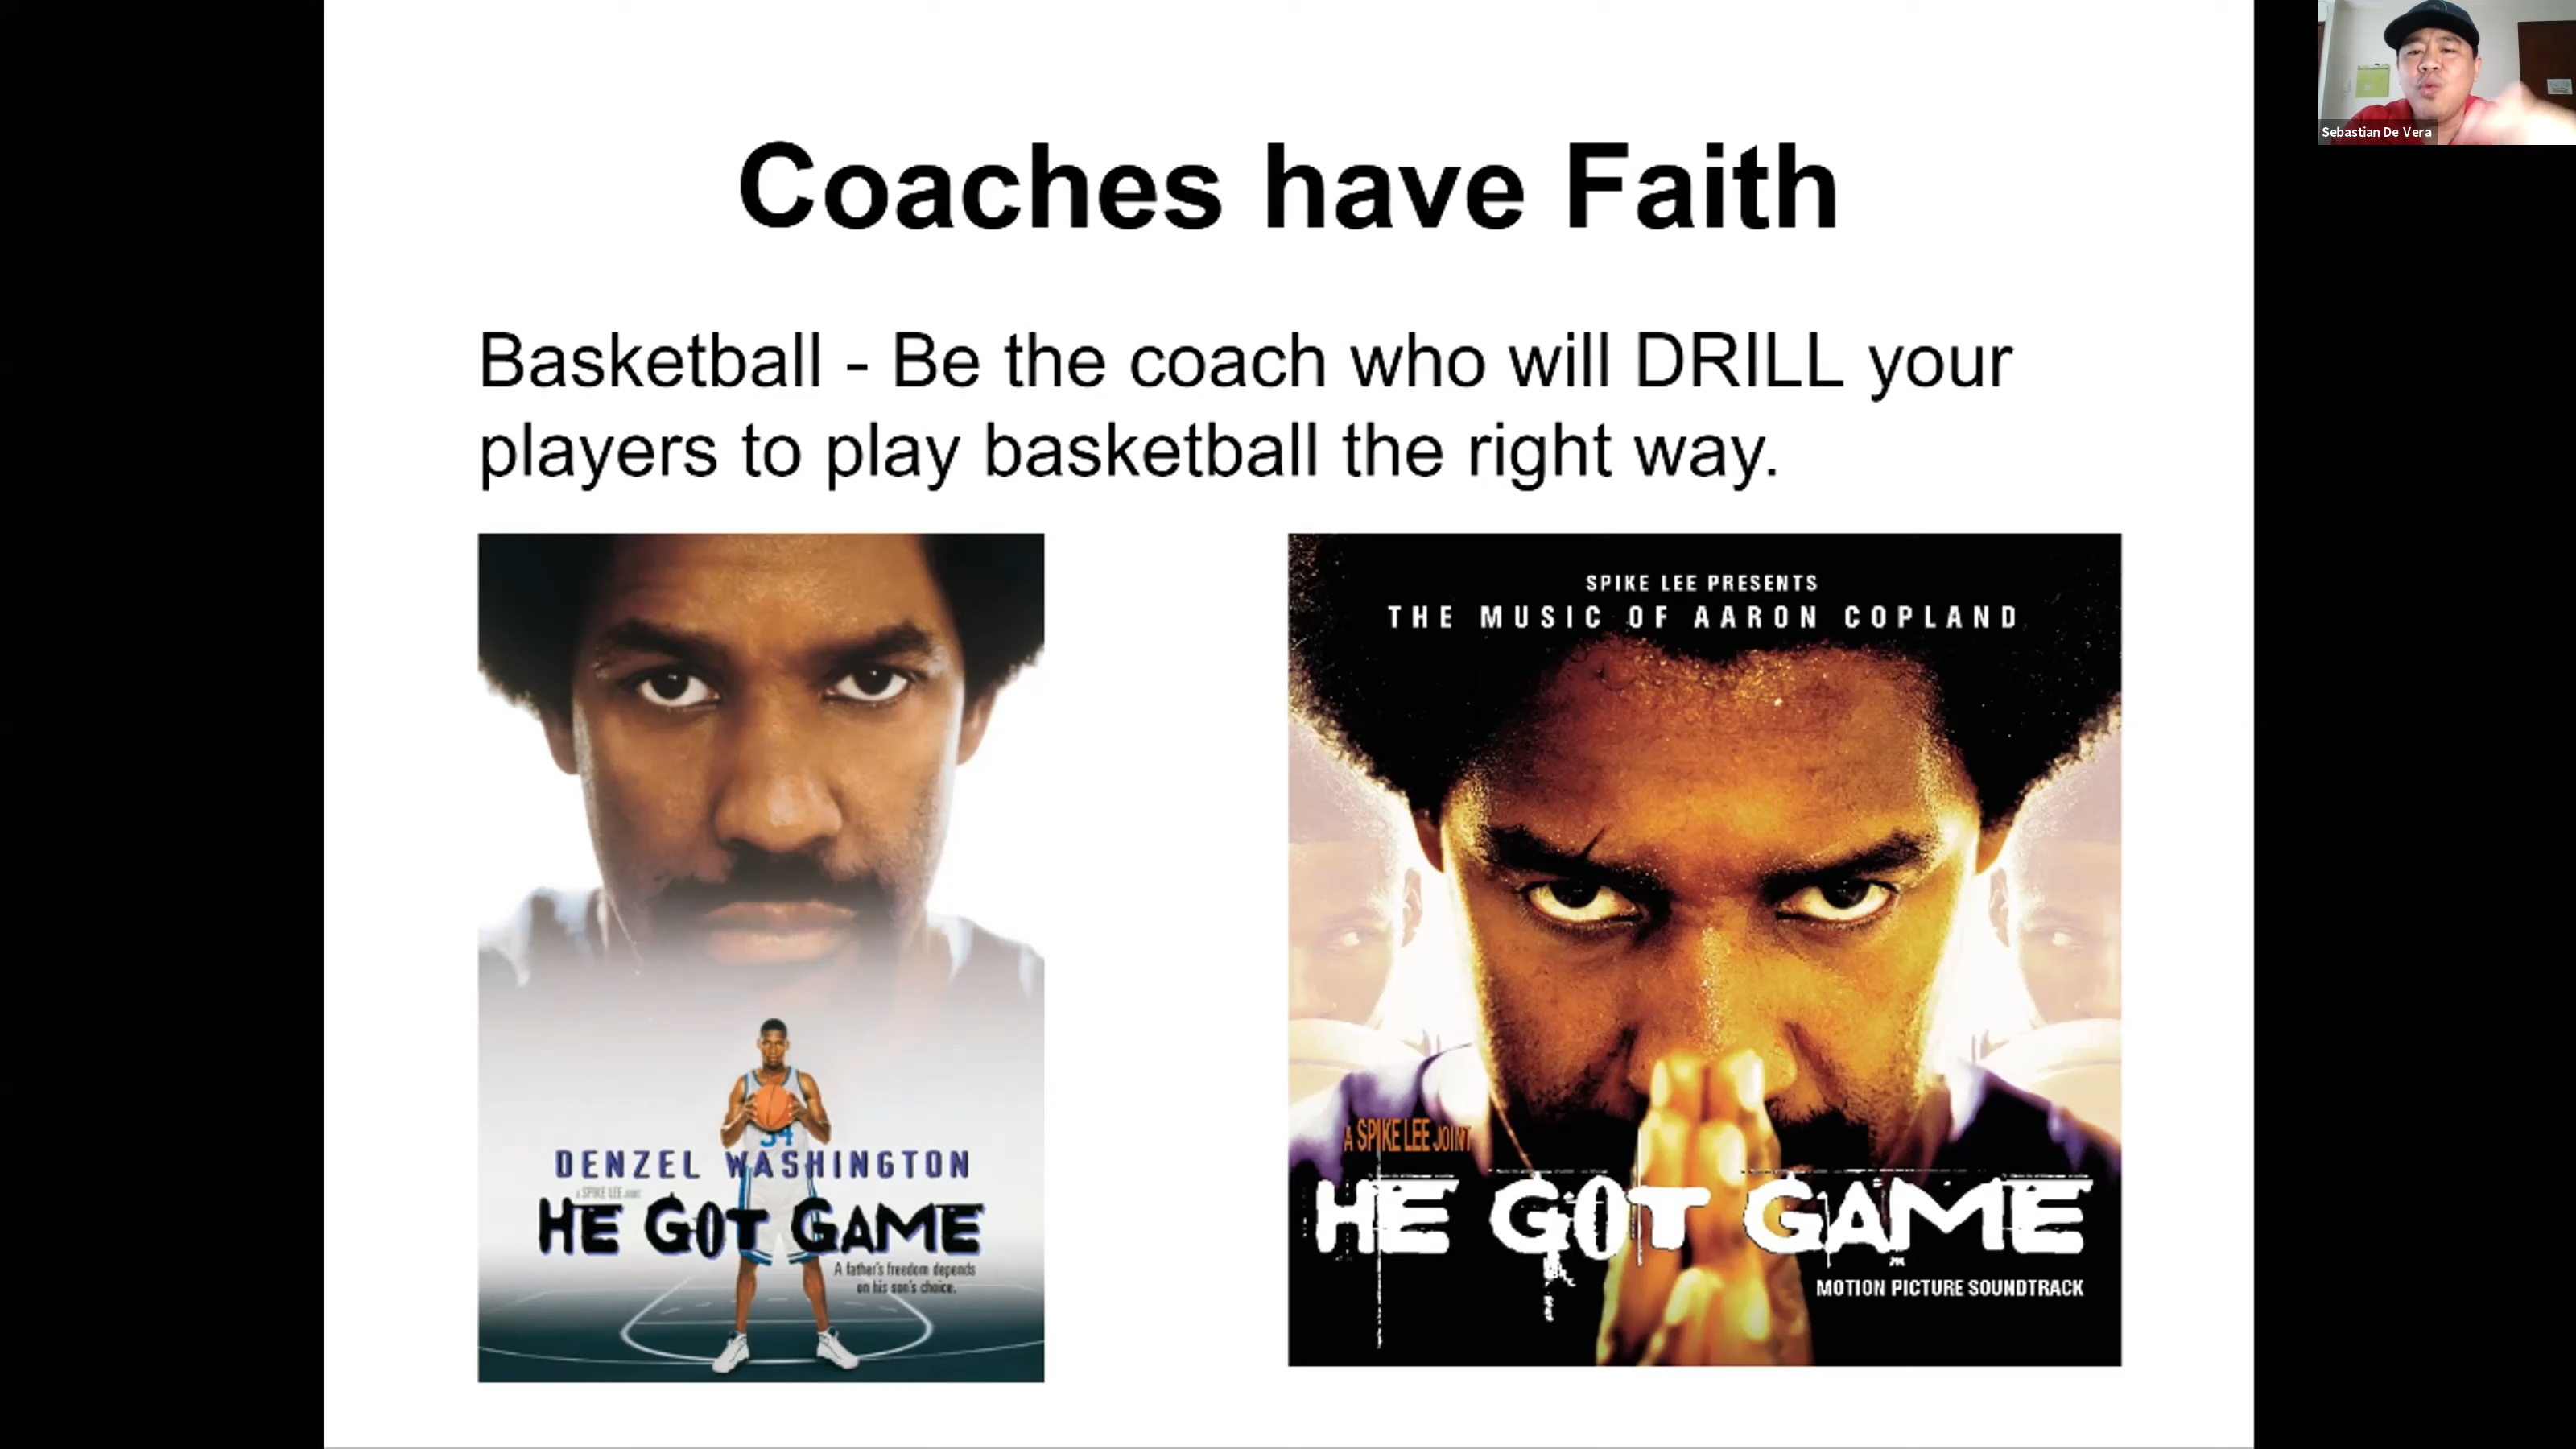 Coaches have Faith
Sebastian De Vera
Basketball - Be the coach who will DRILL your
players to play basketball the right way.
34
DENZEL WASHINGTON
A SPIKE LEE JOINT
HE GOT GAME
A father's freedom depends
on his son's choice.
SPIKE LEE PRESENTS
THE MUSIC OF AARON COPLAND
A SPIKE LEE JOINT
HE GOT GAME
MOTION PICTURE SOUNDTRACK